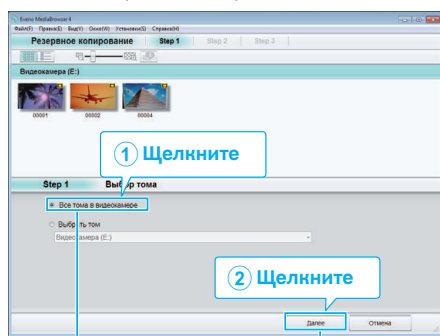 Everio MediaBrowser 4
Файл(F) Правка(E) Вид(V) Окна(W) Установки(S) Справка(H)
Резервное копирование Step 1 Step 2 Step 3
Видеокамера (E:)
00001 00002 00004
1 Щелкните
Step 1 Выбор тома
Все тома в видеокамере
Выбрать том
Видеокамера (E:)
2 Щелкните
Далее Отмена